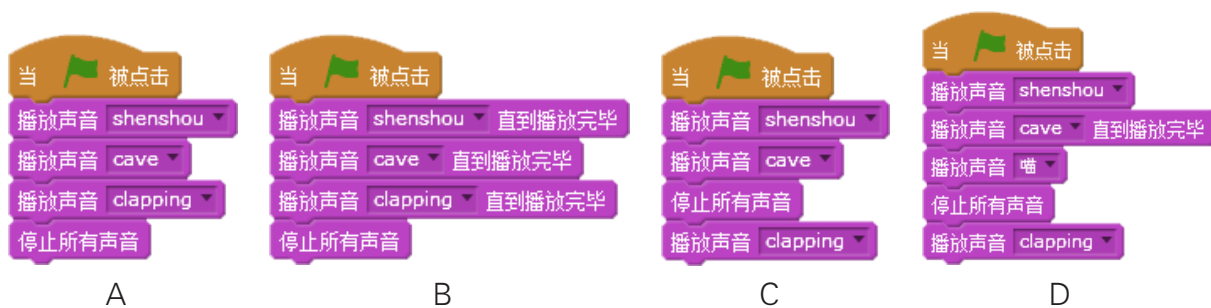 当 被点击
播放声音 shenshou
播放声音 cave
播放声音 clapping
停止所有声音
A
当 被点击
播放声音 shenshou 直到播放完毕
播放声音 cave 直到播放完毕
播放声音 clapping 直到播放完毕
停止所有声音
B
当 被点击
播放声音 shenshou
播放声音 cave
停止所有声音
播放声音 clapping
C
当 被点击
播放声音 shenshou
播放声音 cave 直到播放完毕
播放声音 喵
停止所有声音
播放声音 clapping
D